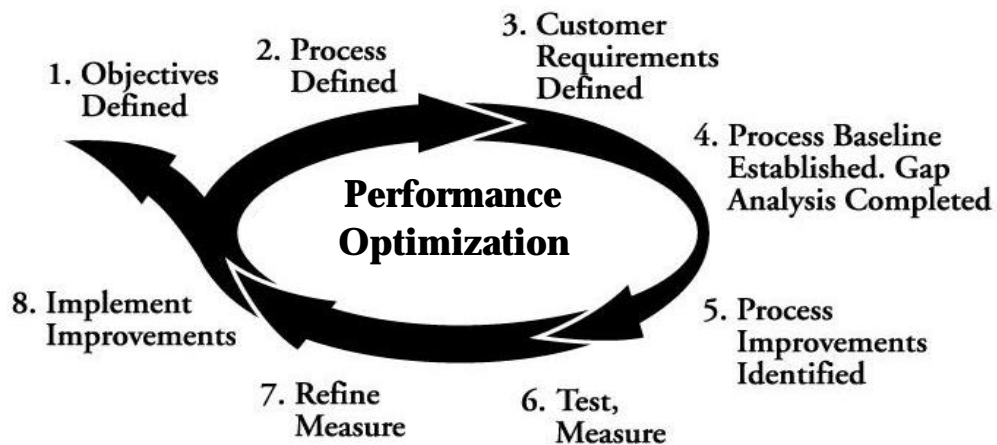 1. Objectives
Defined
2. Process
Defined
3. Customer
Requirements
Defined
4. Process Baseline
Established. Gap
Analysis Completed
Performance
Optimization
5. Process
Improvements
Identified
6. Test,
Measure
7. Refine
Measure
8. Implement
Improvements